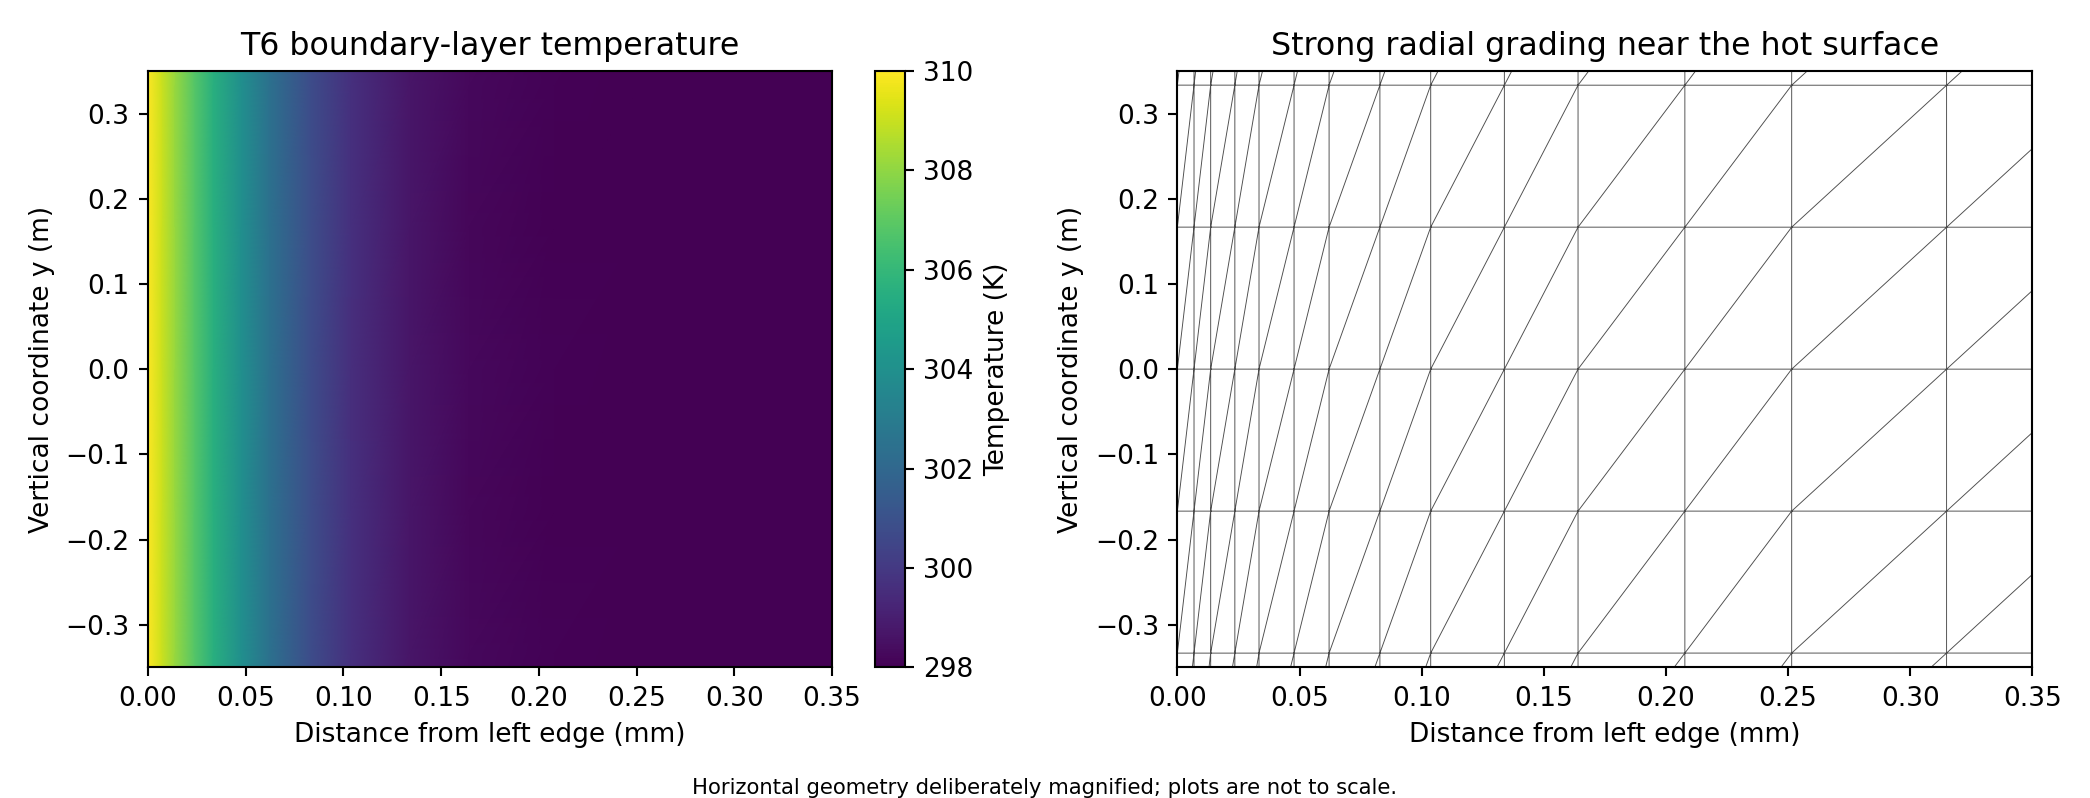 T6 boundary-layer temperature
Vertical coordinate y (m)
0.3
0.2
0.1
0.0
−0.1
−0.2
−0.3
0.00 0.05 0.10 0.15 0.20 0.25 0.30 0.35
Distance from left edge (mm)
310
308
306
304
302
300
298
Temperature (K)
Strong radial grading near the hot surface
Vertical coordinate y (m)
0.3
0.2
0.1
0.0
−0.1
−0.2
−0.3
0.00 0.05 0.10 0.15 0.20 0.25 0.30 0.35
Distance from left edge (mm)
Horizontal geometry deliberately magnified; plots are not to scale.